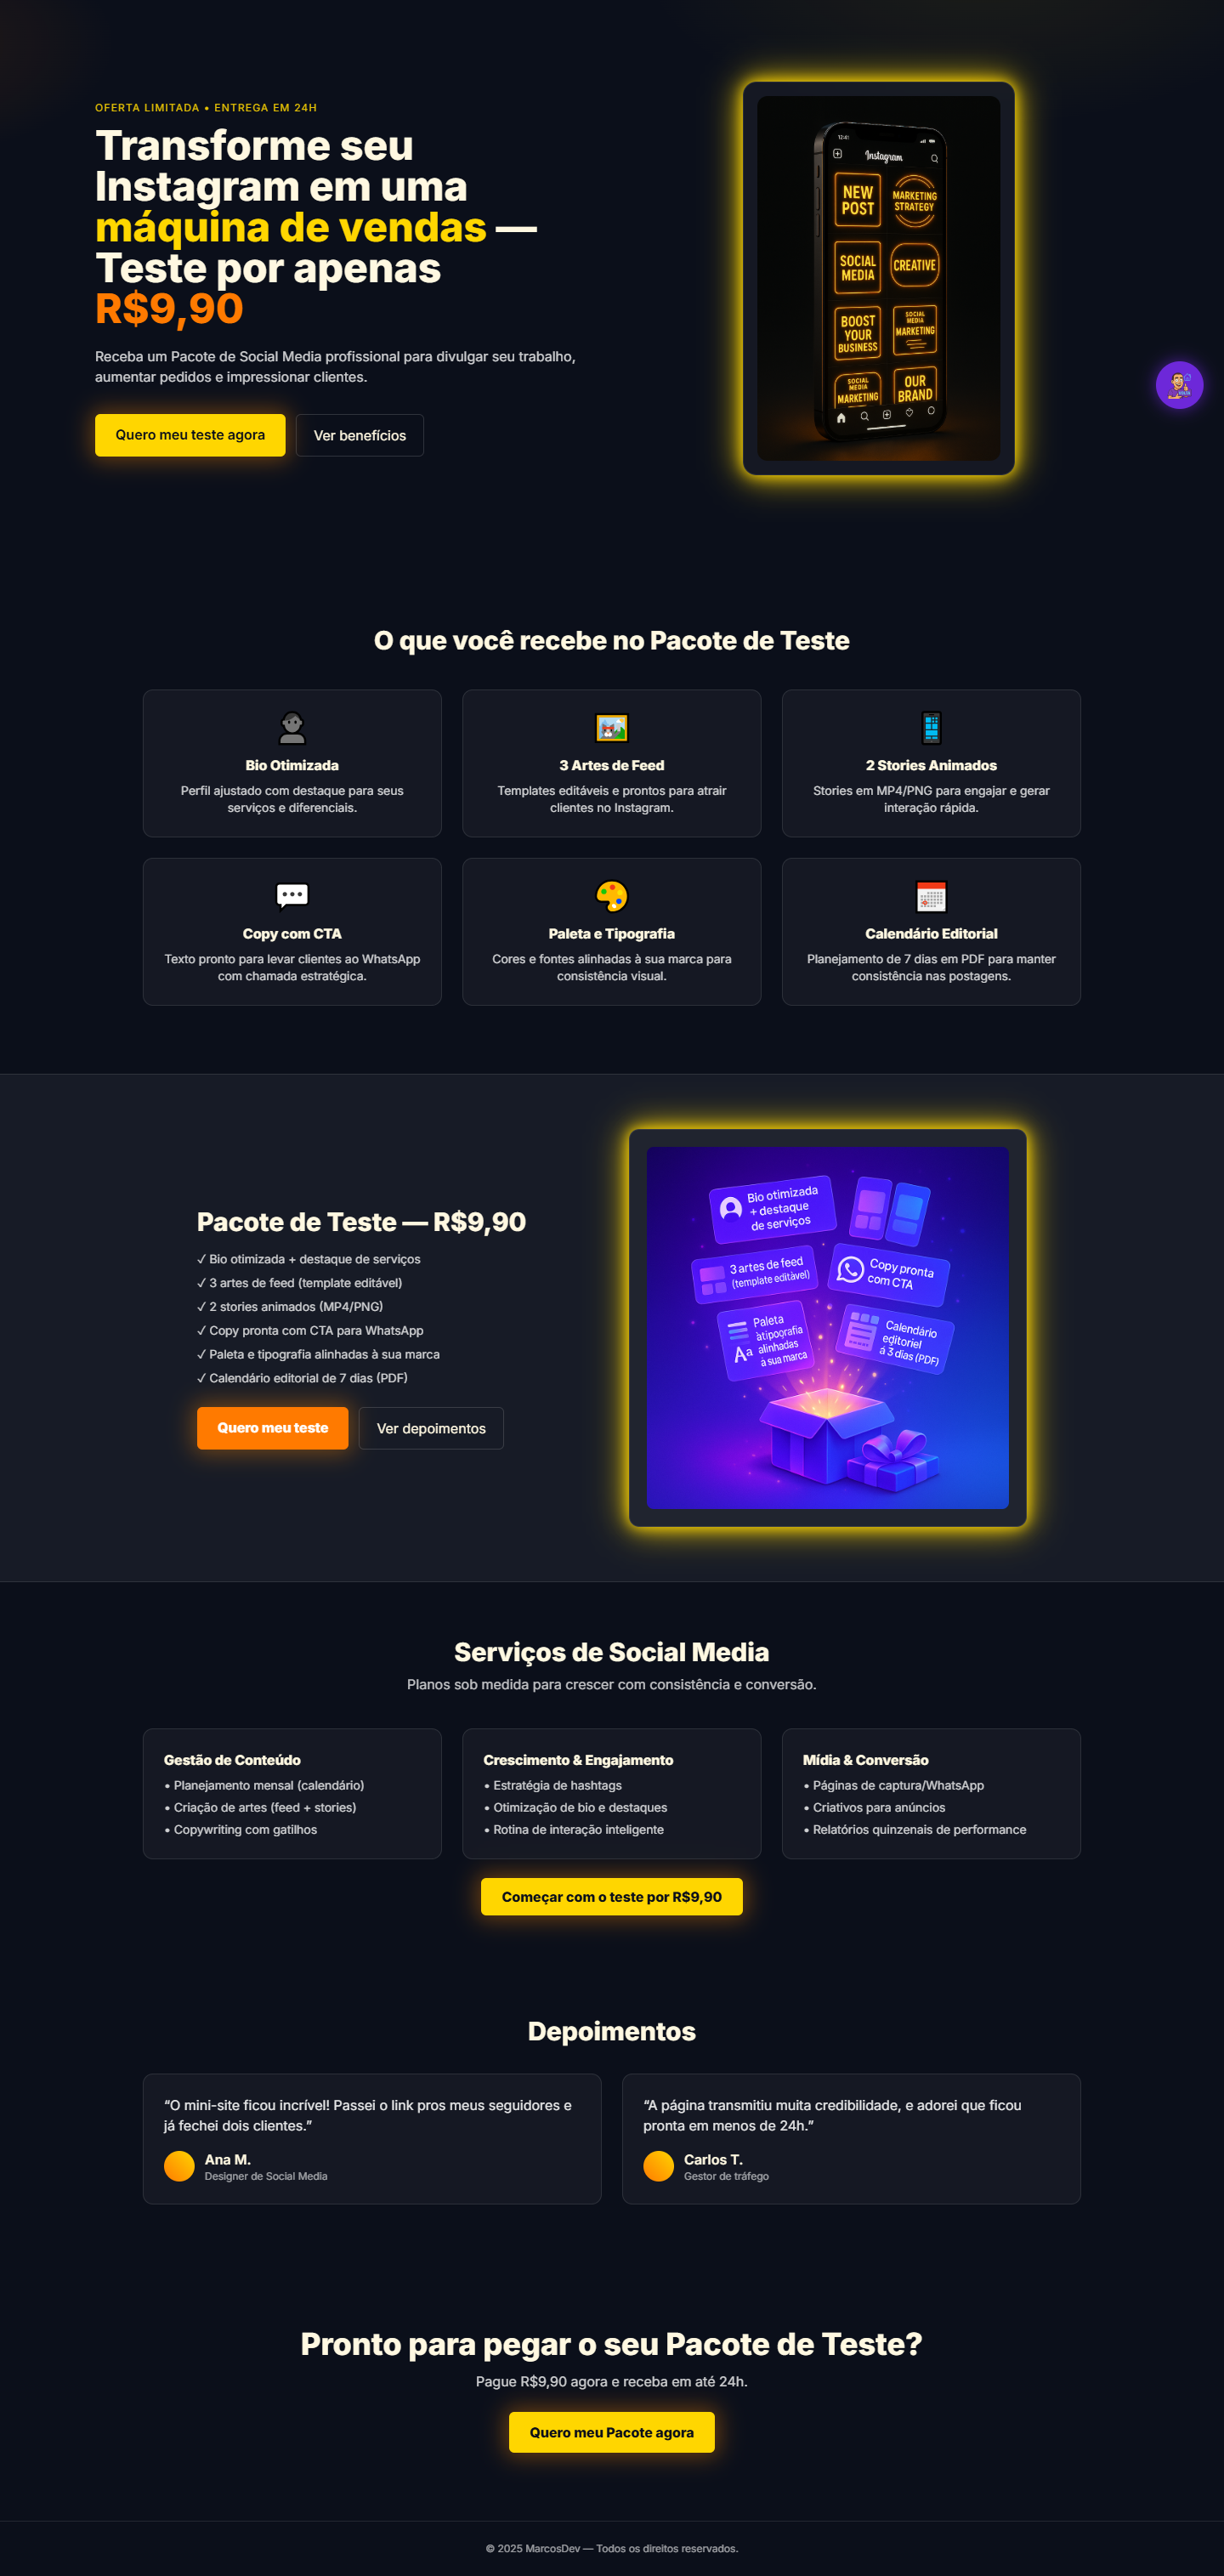 OFERTA LIMITADA • ENTREGA EM 24H
Transforme seu
Instagram em uma
máquina de vendas —
Teste por apenas
R$9,90
Receba um Pacote de Social Media profissional para divulgar seu trabalho,
aumentar pedidos e impressionar clientes.
Quero meu teste agora
Ver benefícios
12:41
Instagram
NEW
POST
MARKETING
STRATEGY
SOCIAL
MEDIA
CREATIVE
BOOST
YOUR
BUSINESS
SOCIAL
MEDIA
MARKETING
SOCIAL
MEDIA
MARKETING
OUR
BRAND
O que você recebe no Pacote de Teste
Bio Otimizada
Perfil ajustado com destaque para seus
serviços e diferenciais.
3 Artes de Feed
Templates editáveis e prontos para atrair
clientes no Instagram.
2 Stories Animados
Stories em MP4/PNG para engajar e gerar
interação rápida.
Copy com CTA
Texto pronto para levar clientes ao WhatsApp
com chamada estratégica.
Paleta e Tipografia
Cores e fontes alinhadas à sua marca para
consistência visual.
Calendário Editorial
Planejamento de 7 dias em PDF para manter
consistência nas postagens.
Pacote de Teste — R$9,90
✓ Bio otimizada + destaque de serviços
✓ 3 artes de feed (template editável)
✓ 2 stories animados (MP4/PNG)
✓ Copy pronta com CTA para WhatsApp
✓ Paleta e tipografia alinhadas à sua marca
✓ Calendário editorial de 7 dias (PDF)
Quero meu teste
Ver depoimentos
Bio otimizada
+ destaque
de serviços
3 artes de feed
(template editàvel)
Copy pronta
com CTA
Paleta
àtipografia
alinhadas
à sua marca
Aa
Calendário
editoriel
á 3 dias (PDF)
Serviços de Social Media
Planos sob medida para crescer com consistência e conversão.
Gestão de Conteúdo
• Planejamento mensal (calendário)
• Criação de artes (feed + stories)
• Copywriting com gatilhos
Crescimento & Engajamento
• Estratégia de hashtags
• Otimização de bio e destaques
• Rotina de interação inteligente
Mídia & Conversão
• Páginas de captura/WhatsApp
• Criativos para anúncios
• Relatórios quinzenais de performance
Começar com o teste por R$9,90
Depoimentos
“O mini-site ficou incrível! Passei o link pros meus seguidores e
já fechei dois clientes.”
Ana M.
Designer de Social Media
“A página transmitiu muita credibilidade, e adorei que ficou
pronta em menos de 24h.”
Carlos T.
Gestor de tráfego
Pronto para pegar o seu Pacote de Teste?
Pague R$9,90 agora e receba em até 24h.
Quero meu Pacote agora
© 2025 MarcosDev — Todos os direitos reservados.